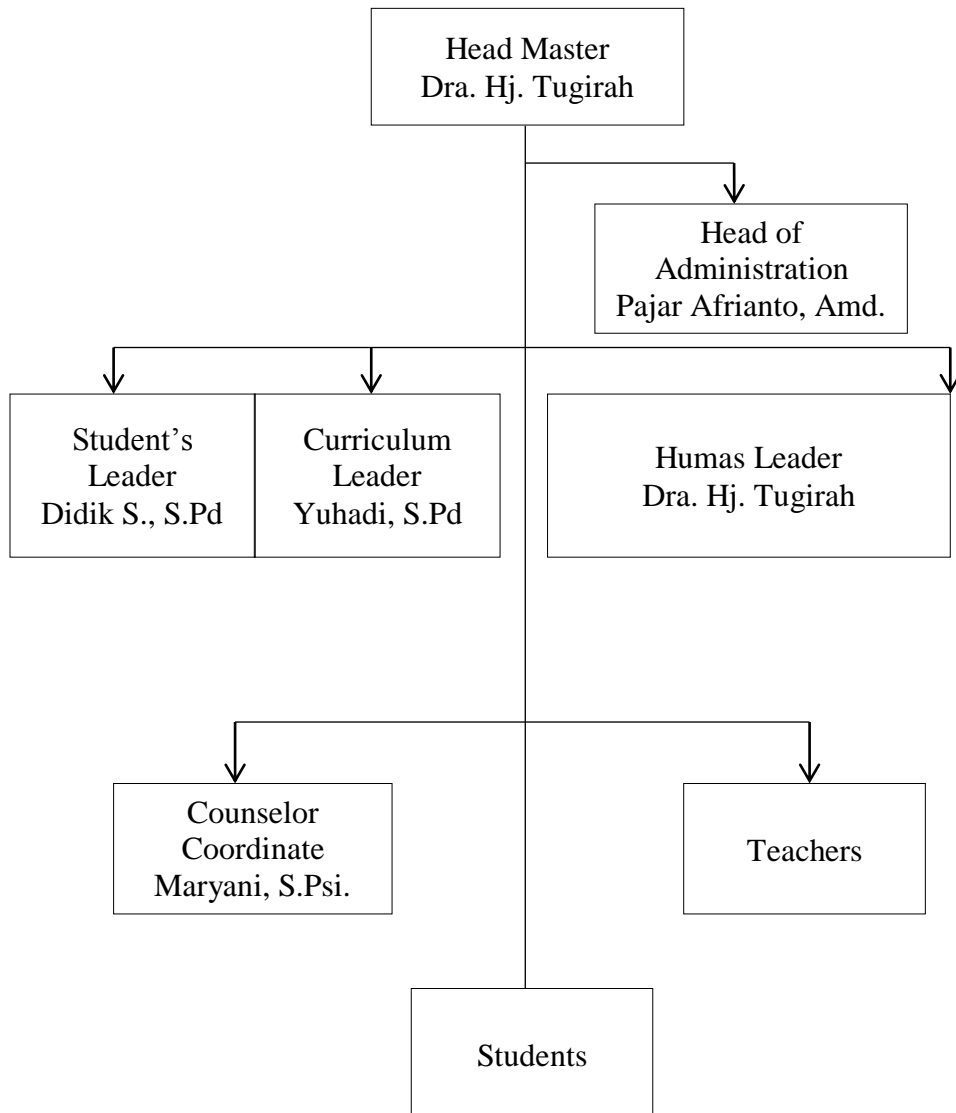 Head Master
Dra. Hj. Tugirah
Head of
Administration
Pajar Afrianto, Amd.
Student’s
Leader
Didik S., S.Pd
Curriculum
Leader
Yuhadi, S.Pd
Humas Leader
Dra. Hj. Tugirah
Counselor
Coordinate
Maryani, S.Psi.
Teachers
Students